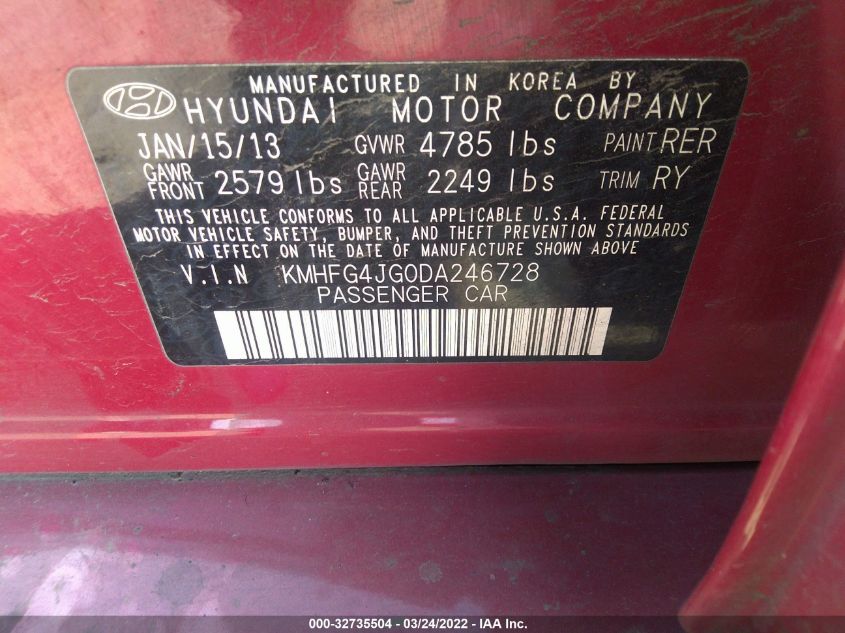 MANUFACTURED IN KOREA BY
HYUNDAI MOTOR COMPANY
JAN/15/13 GVWR 4785 lbs PAINT RER
GAWR FRONT 2579 lbs GAWR REAR 2249 lbs TRIM RY
THIS VEHICLE CONFORMS TO ALL APPLICABLE U.S.A. FEDERAL
MOTOR VEHICLE SAFETY, BUMPER, AND THEFT PREVENTION STANDARDS
IN EFFECT ON THE DATE OF MANUFACTURE SHOWN ABOVE
V.I.N KMHFG4JG0DA246728
PASSENGER CAR
000-32735504 - 03/24/2022 - IAA Inc.